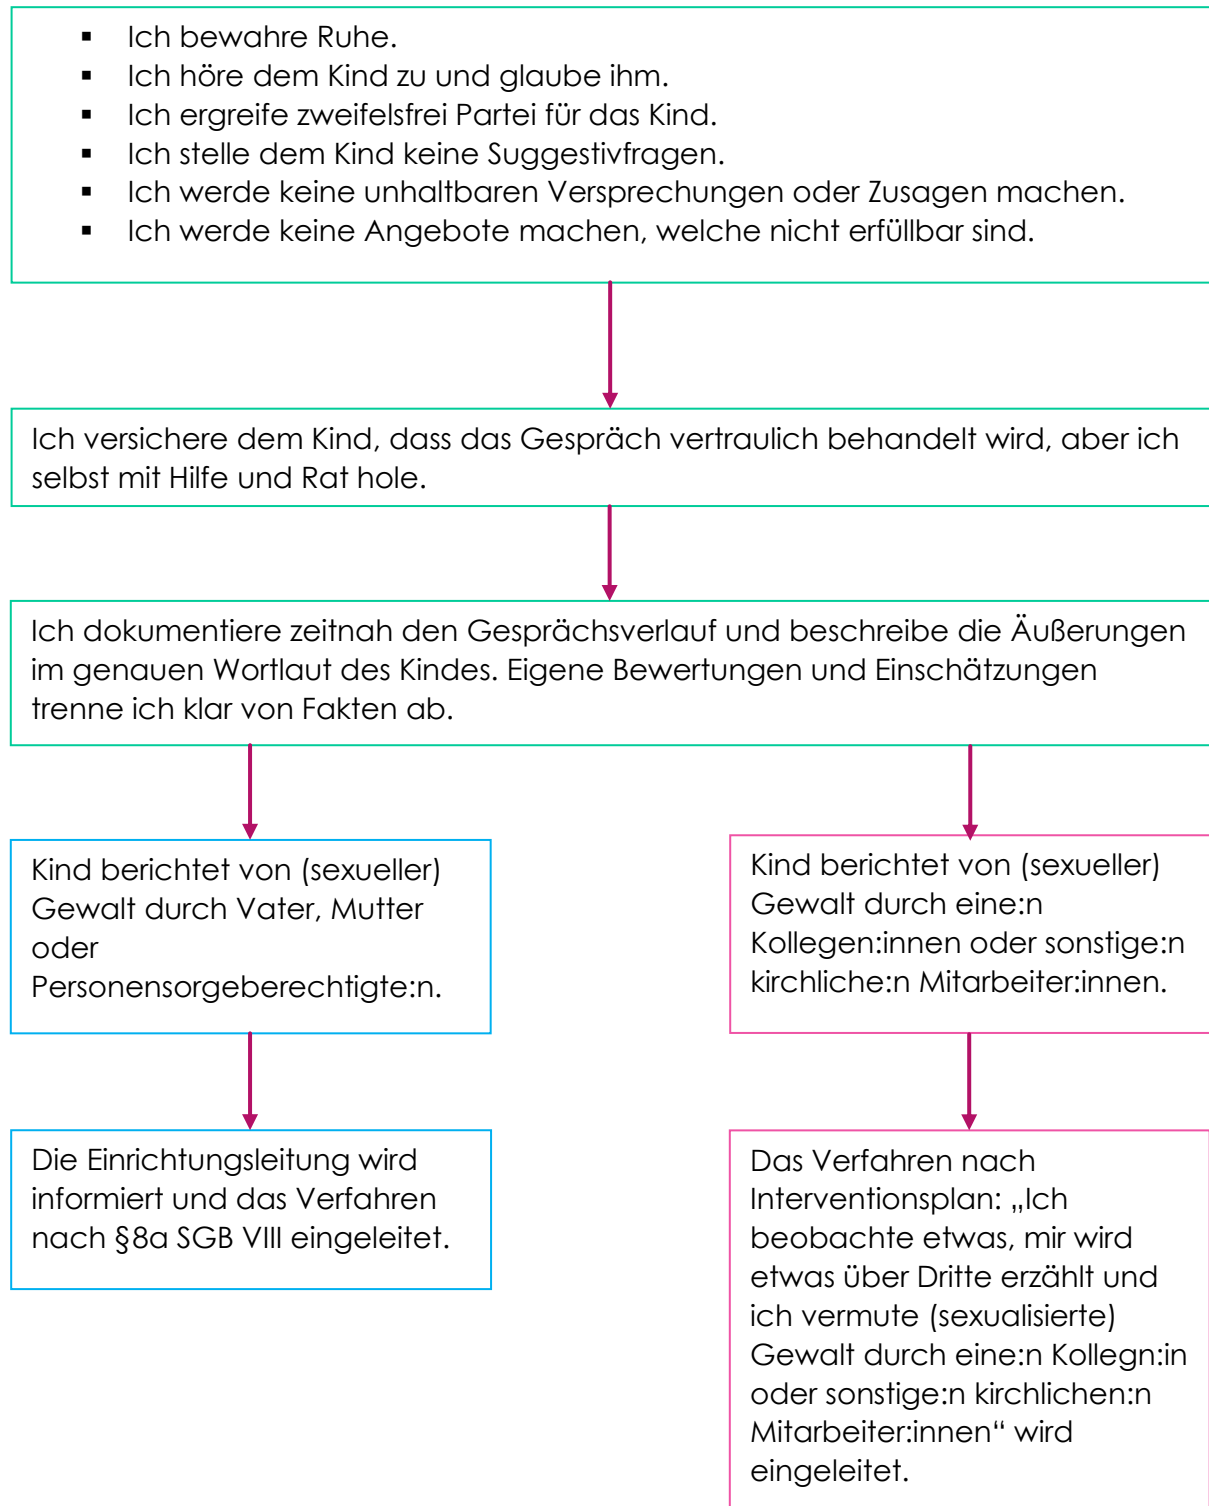 ▪ Ich bewahre Ruhe.
▪ Ich höre dem Kind zu und glaube ihm.
▪ Ich ergreife zweifelsfrei Partei für das Kind.
▪ Ich stelle dem Kind keine Suggestivfragen.
▪ Ich werde keine unhaltbaren Versprechungen oder Zusagen machen.
▪ Ich werde keine Angebote machen, welche nicht erfüllbar sind.
Ich versichere dem Kind, dass das Gespräch vertraulich behandelt wird, aber ich
selbst mit Hilfe und Rat hole.
Ich dokumentiere zeitnah den Gesprächsverlauf und beschreibe die Äußerungen
im genauen Wortlaut des Kindes. Eigene Bewertungen und Einschätzungen
trenne ich klar von Fakten ab.
Kind berichtet von (sexueller)
Gewalt durch Vater, Mutter
oder
Personensorgeberechtigte:n.
Die Einrichtungsleitung wird
informiert und das Verfahren
nach §8a SGB VIII eingeleitet.
Kind berichtet von (sexueller)
Gewalt durch eine:n
Kollegen:innen oder sonstige:n
kirchliche:n Mitarbeiter:innen.
Das Verfahren nach
Interventionsplan: „Ich
beobachte etwas, mir wird
etwas über Dritte erzählt und
ich vermute (sexualisierte)
Gewalt durch eine:n Kollegn:in
oder sonstige:n kirchlichen:n
Mitarbeiter:innen“ wird
eingeleitet.